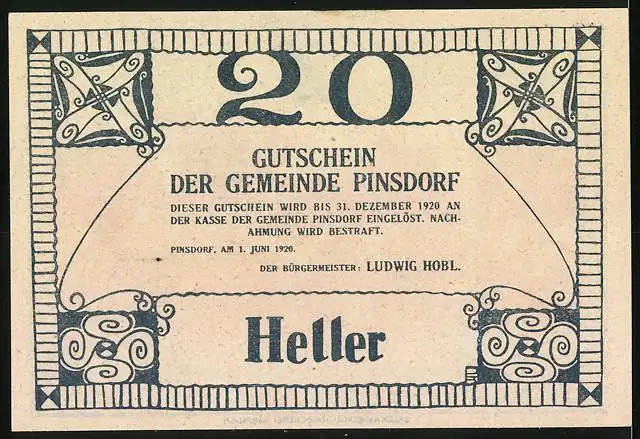 20
GUTSCHEIN
DER GEMEINDE PINSDORF
DIESER GUTSCHEIN WIRD BIS 31. DEZEMBER 1920 AN
DER KASSE DER GEMEINDE PINSDORF EINGELÖST. NACH-
AHMUNG WIRD BESTRAFT.
PINSDORF, AM 1. JUNI 1920.
DER BÜRGERMEISTER: LUDWIG HOBL.
Heller